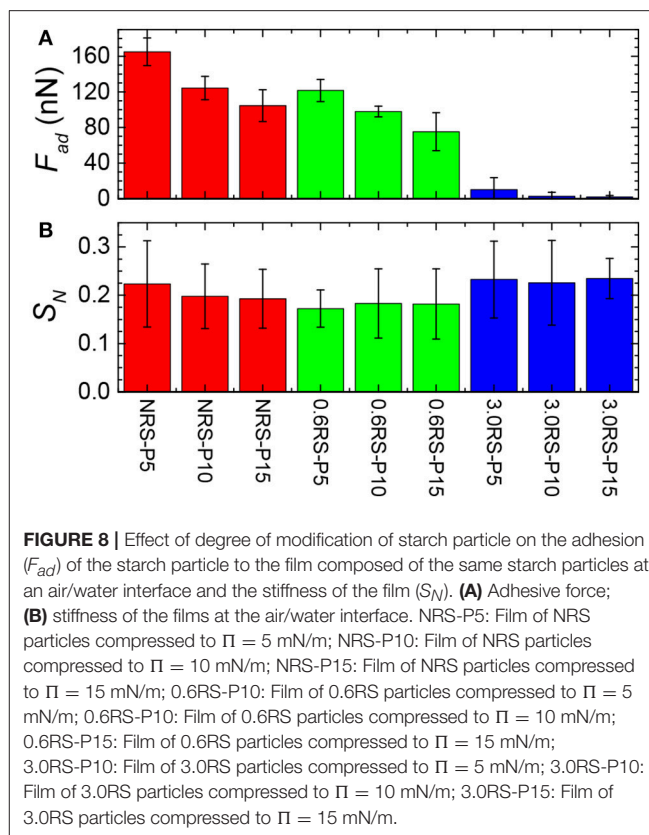 A
160
120
80
40
0
F_ad (nN)
B
0.3
0.2
0.1
0.0
S_N
NRS-P5
NRS-P10
NRS-P15
0.6RS-P5
0.6RS-P10
0.6RS-P15
3.0RS-P5
3.0RS-P10
3.0RS-P15
FIGURE 8 | Effect of degree of modification of starch particle on the adhesion
(F_ad) of the starch particle to the film composed of the same starch particles at
an air/water interface and the stiffness of the film (S_N). (A) Adhesive force;
(B) stiffness of the films at the air/water interface. NRS-P5: Film of NRS
particles compressed to Π = 5 mN/m; NRS-P10: Film of NRS particles
compressed to Π = 10 mN/m; NRS-P15: Film of NRS particles compressed
to Π = 15 mN/m; 0.6RS-P10: Film of 0.6RS particles compressed to Π = 5
mN/m; 0.6RS-P10: Film of 0.6RS particles compressed to Π = 10 mN/m;
0.6RS-P15: Film of 0.6RS particles compressed to Π = 15 mN/m;
3.0RS-P10: Film of 3.0RS particles compressed to Π = 5 mN/m; 3.0RS-P10:
Film of 3.0RS particles compressed to Π = 10 mN/m; 3.0RS-P15: Film of
3.0RS particles compressed to Π = 15 mN/m.